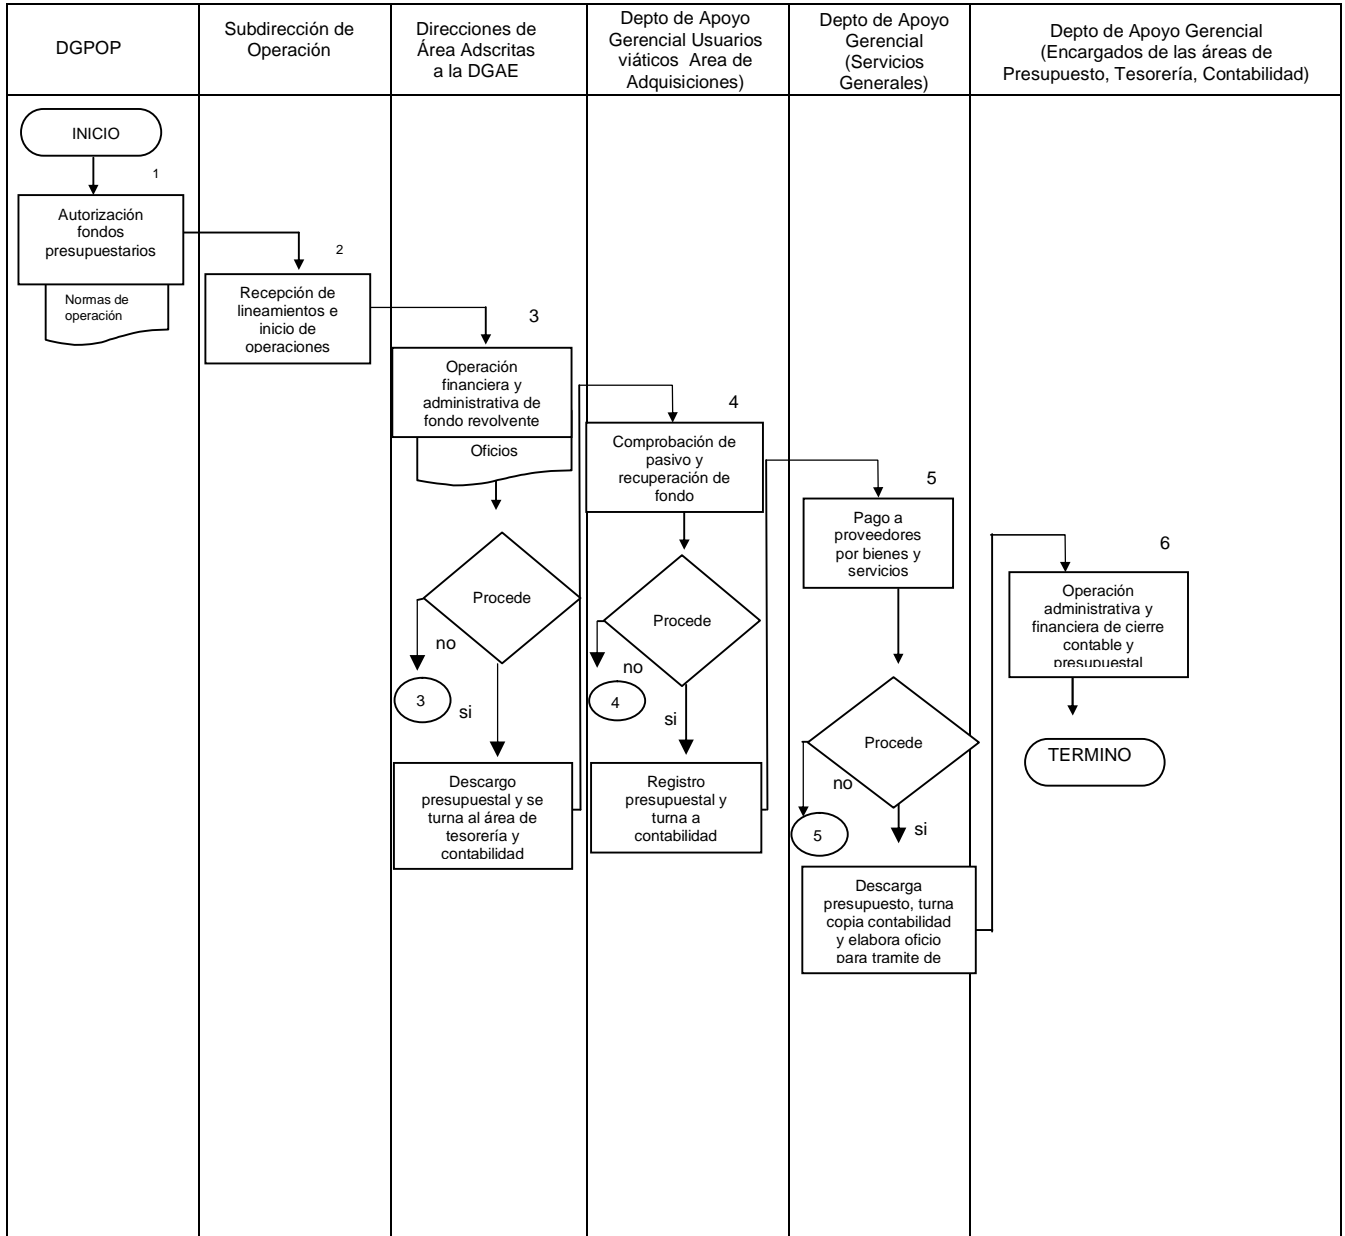 DGPOP
Subdirección de
Operación
Direcciones de
Área Adscritas
a la DGAE
Depto de Apoyo
Gerencial Usuarios
viáticos Area de
Adquisiciones)
Depto de Apoyo
Gerencial
(Servicios
Generales)
Depto de Apoyo Gerencial
(Encargados de las áreas de
Presupuesto, Tesorería, Contabilidad)
INICIO
1
Autorización
fondos
presupuestarios
Normas de
operación
2
Recepción de
lineamientos e
inicio de
operaciones
3
Operación
financiera y
administrativa de
fondo revolvente
Oficios
Procede
no
3
si
Descargo
presupuestal y se
turna al área de
tesorería y
contabilidad
4
Comprobación de
pasivo y
recuperación de
fondo
Procede
no
4
si
Registro
presupuestal y
turna a
contabilidad
5
Pago a
proveedores
por bienes y
servicios
Procede
no
5
si
Descarga
presupuesto, turna
copia contabilidad
y elabora oficio
para tramite de
6
Operación
administrativa y
financiera de cierre
contable y
presupuestal
TERMINO